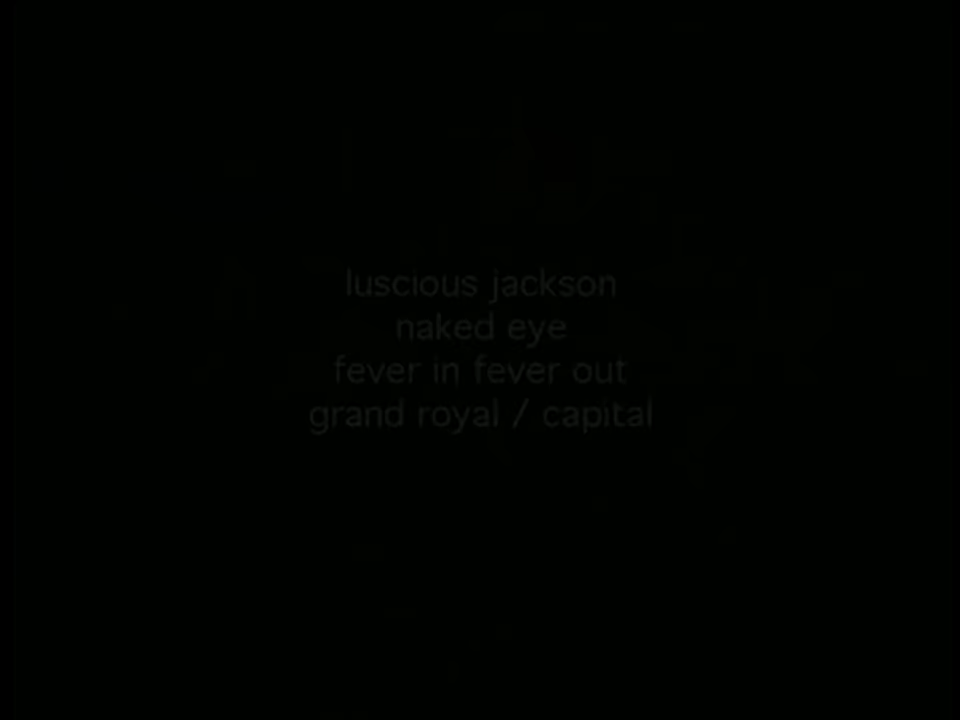 luscious jackson
naked eye
fever in fever out
grand royal / capital